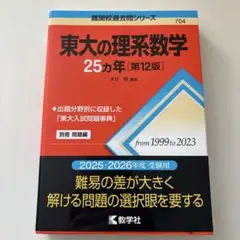 難関校過去問シリーズ
704
東大の理系数学
25カ年[第12版]
編著
●出題分野別に収録した
「東大入試問題事典」
別冊 問題編
from 1999 to 2023
2025・2026年度 受験用
難易の差が大きく
解ける問題の選択眼を要する
教学社